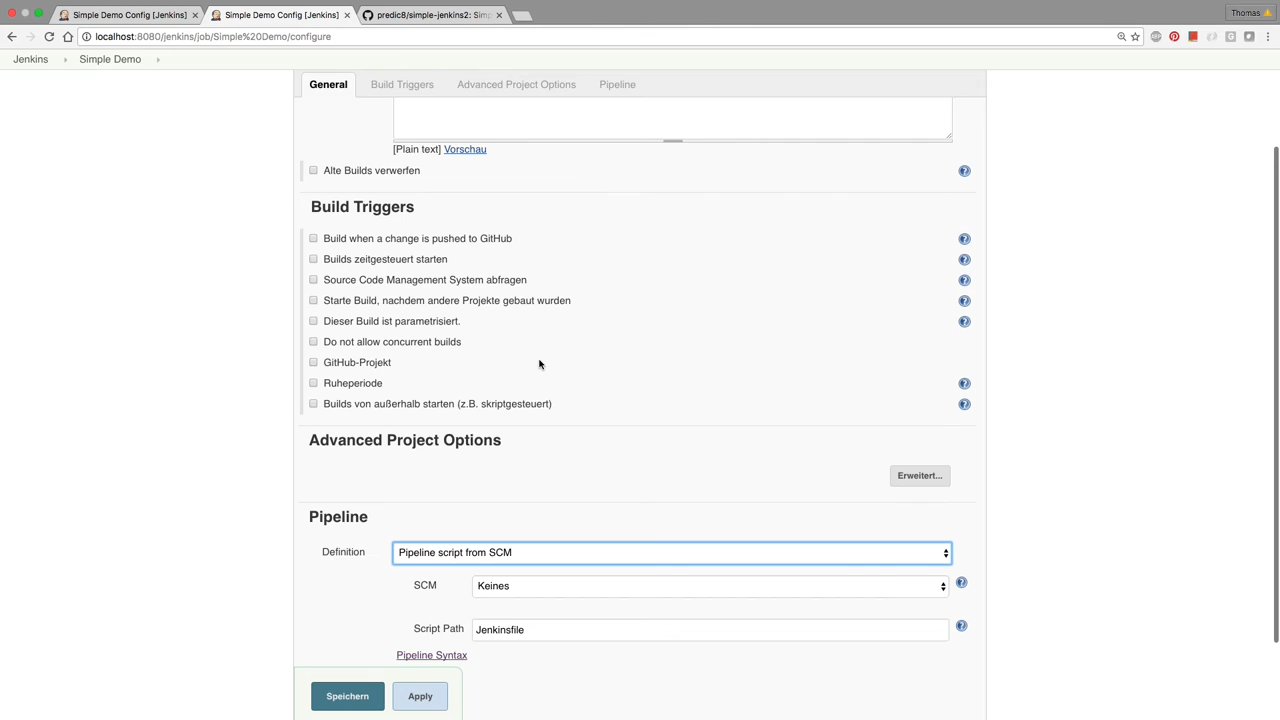 Simple Demo Config [Jenkins]
Simple Demo Config [Jenkins]
predic8/simple-jenkins2: Sim
Thomas
localhost:8080/jenkins/job/Simple%20Demo/configure
Jenkins
Simple Demo
General
Build Triggers
Advanced Project Options
Pipeline
[Plain text] Vorschau
Alte Builds verwerfen
Build Triggers
Build when a change is pushed to GitHub
Builds zeitgesteuert starten
Source Code Management System abfragen
Starte Build, nachdem andere Projekte gebaut wurden
Dieser Build ist parametrisiert.
Do not allow concurrent builds
GitHub-Projekt
Ruheperiode
Builds von außerhalb starten (z.B. skriptgesteuert)
Advanced Project Options
Erweitert...
Pipeline
Definition
Pipeline script from SCM
SCM
Keines
Script Path
Jenkinsfile
Pipeline Syntax
Speichern
Apply